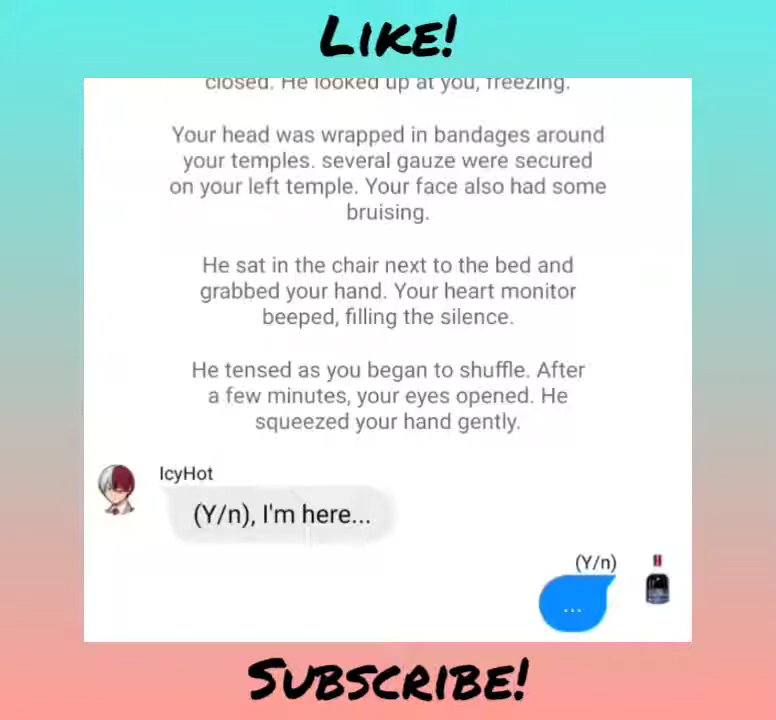 LIKE!
closed. He looked up at you, freezing.
Your head was wrapped in bandages around
your temples. several gauze were secured
on your left temple. Your face also had some
bruising.
He sat in the chair next to the bed and
grabbed your hand. Your heart monitor
beeped, filling the silence.
He tensed as you began to shuffle. After
a few minutes, your eyes opened. He
squeezed your hand gently.
IcyHot
(Y/n), I'm here...
(Y/n)
...
SUBSCRIBE!